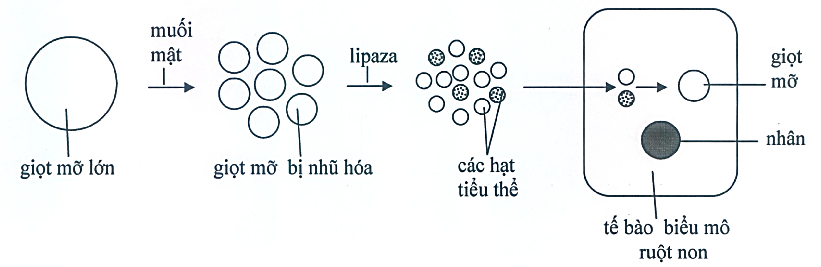 muối
mật
lipaza
giọt
mỡ
nhân
giọt mỡ lớn
giọt mỡ bị nhũ hóa
các hạt
tiểu thể
tế bào biểu mô
ruột non